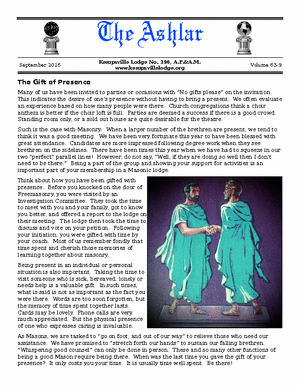 The Ashlar
Kempsville Lodge No. 196, A.F.&A.M.
www.kempsvillelodge.org
September 2016
Volume 63-9
The Gift of Presence
Many of us have been invited to parties or occasions with "No gifts please" on the invitation.
This indicates the desire of one's presence without having to bring a present. We often evaluate
an experience based on how many people were there. Church congregations think a choir
anthem is better if the choir loft is full. Parties are deemed a success if there is a good crowd.
Standing room only, or a sold out house are quite desirable for the theatre.
Such is the case with Masonry. When a larger number of the brethren are present, we tend to
think it was a good meeting. We have been very fortunate this year to have been blessed with
great attendance. Candidates are more impressed following degree work when they see
brethren on the sidelines. There have been times this year when we have had to squeeze in our
two "perfect" parallel lines! However, do not say, "Well, if they are doing so well then I don't
need to be there." Being a part of the group and showing your support for activities is an
important part of your membership in a Masonic lodge.
Think about how you have been gifted with
presence. Before you knocked on the door of
Freemasonry, you were visited by an
Investigation Committee. They took the time
to meet with you and your family, got to know
you better, and offered a report to the lodge on
their meeting. The lodge then took the time to
discuss and vote on your petition. Following
your initiation, you were gifted with time by
your coach. Most of us remember fondly that
time spent and cherish those memories of
learning together about masonry.
Being present in an individual or personal
situation is also important. Taking the time to
visit someone who is sick, bereaved, lonely or
needs help is a valuable gift. In such times,
what is said is not as important as the fact you
were there. Words are too soon forgotten, but
the memory of time spent together lasts.
Cards may be lovely. Phone calls are very
much appreciated. But the physical presence
of one who expresses caring is invaluable.
As Masons, we are tasked to "go on foot, and out of our way" to relieve those who need our
assistance. We have promised to "stretch forth our hands" to sustain our falling brethren.
"Whispering good counsel" can only be done in person. These and so many other functions of
being a good Mason require being there. When was the last time you gave the gift of your
presence? It only costs you your time. It is usually time well spent. Be there!